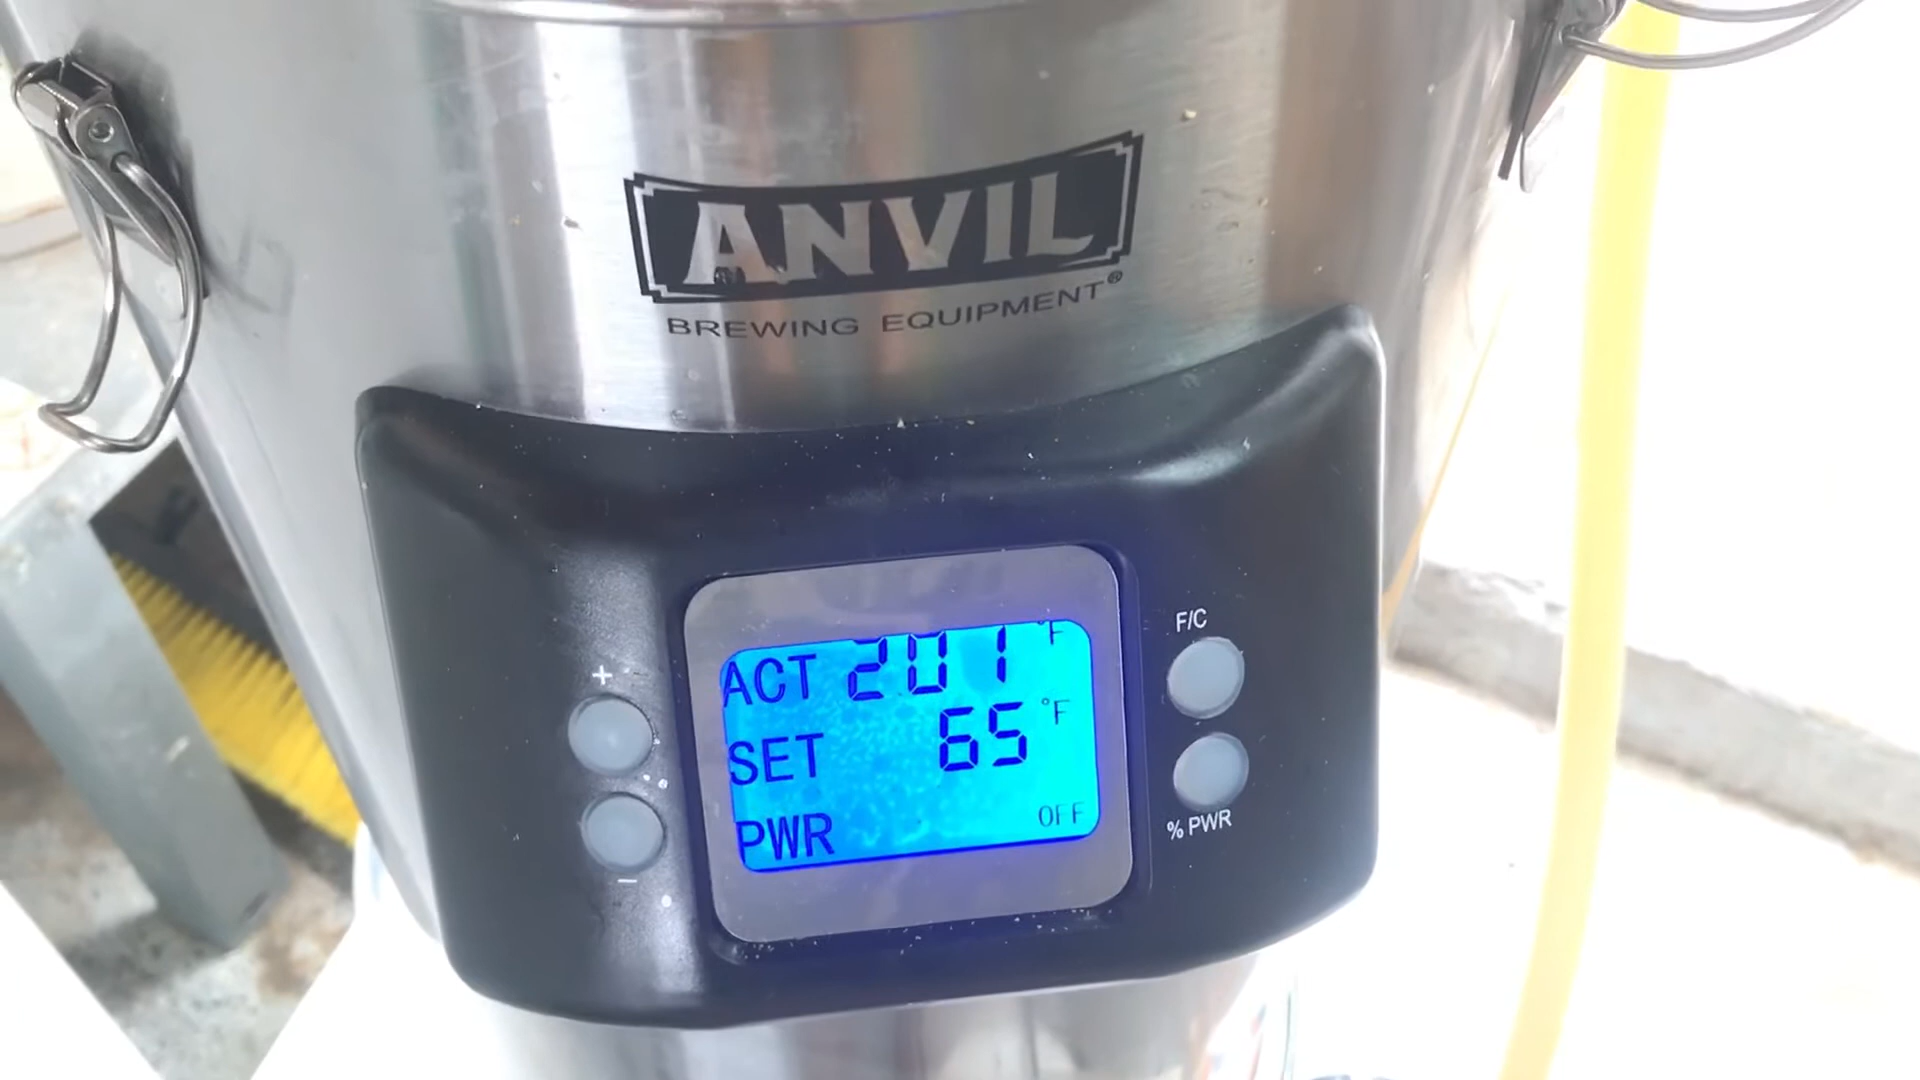 ANVIL
BREWING EQUIPMENT®
F/C
+
ACT 201 °F
SET 65 °F
PWR OFF
−
% PWR